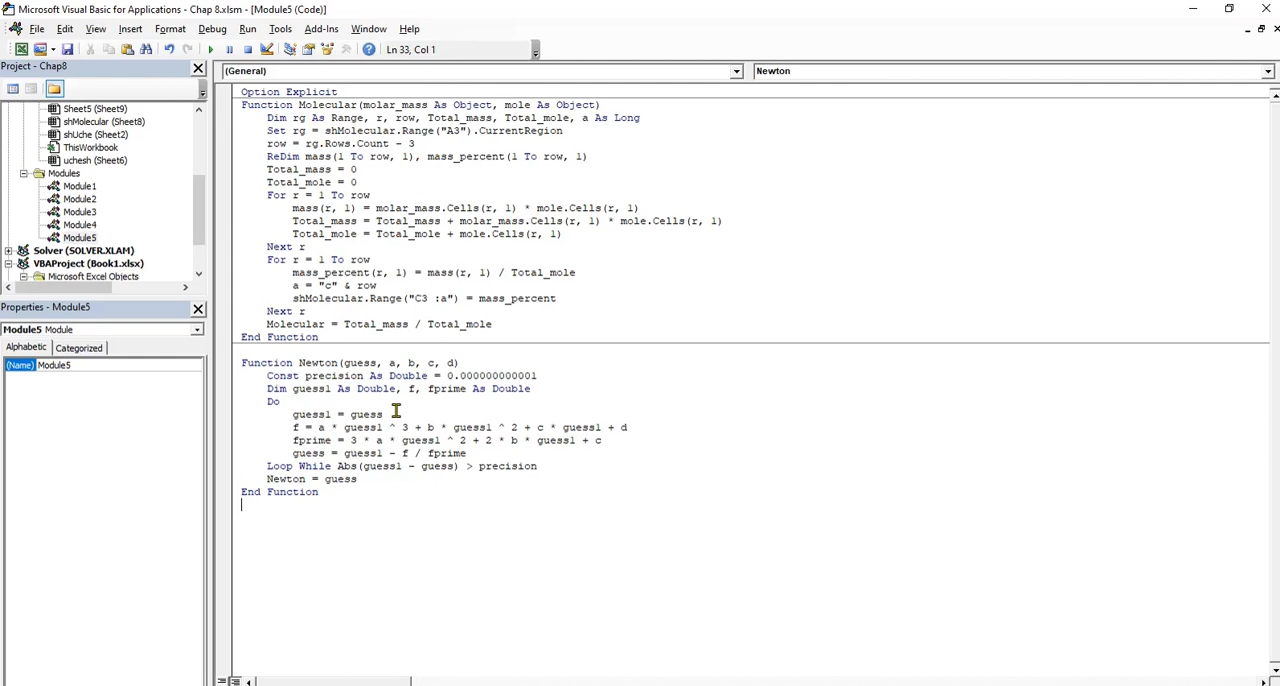 Microsoft Visual Basic for Applications - Chap 8.xlsm - [Module5 (Code)]
File Edit View Insert Format Debug Run Tools Add-Ins Window Help
Ln 33, Col 1
Project - Chap8
(General) Newton
Sheet5 (Sheet9)
shMolecular (Sheet8)
shUche (Sheet2)
ThisWorkbook
uchesh (Sheet6)
Modules
Module1
Module2
Module3
Module4
Module5
Solver (SOLVER.XLAM)
VBAProject (Book1.xlsx)
Microsoft Excel Objects
Properties - Module5
Module5 Module
Alphabetic Categorized
(Name) Module5
Option Explicit
Function Molecular(molar_mass As Object, mole As Object)
Dim rg As Range, r, row, Total_mass, Total_mole, a As Long
Set rg = shMolecular.Range("A3").CurrentRegion
row = rg.Rows.Count - 3
ReDim mass(1 To row, 1), mass_percent(1 To row, 1)
Total_mass = 0
Total_mole = 0
For r = 1 To row
mass(r, 1) = molar_mass.Cells(r, 1) * mole.Cells(r, 1)
Total_mass = Total_mass + molar_mass.Cells(r, 1) * mole.Cells(r, 1)
Total_mole = Total_mole + mole.Cells(r, 1)
Next r
For r = 1 To row
mass_percent(r, 1) = mass(r, 1) / Total_mole
a = "c" & row
shMolecular.Range("C3 :a") = mass_percent
Next r
Molecular = Total_mass / Total_mole
End Function
Function Newton(guess, a, b, c, d)
Const precision As Double = 0.000000000001
Dim guess1 As Double, f, fprime As Double
Do
guess1 = guess
f = a * guess1 ^ 3 + b * guess1 ^ 2 + c * guess1 + d
fprime = 3 * a * guess1 ^ 2 + 2 * b * guess1 + c
guess = guess1 - f / fprime
Loop While Abs(guess1 - guess) > precision
Newton = guess
End Function